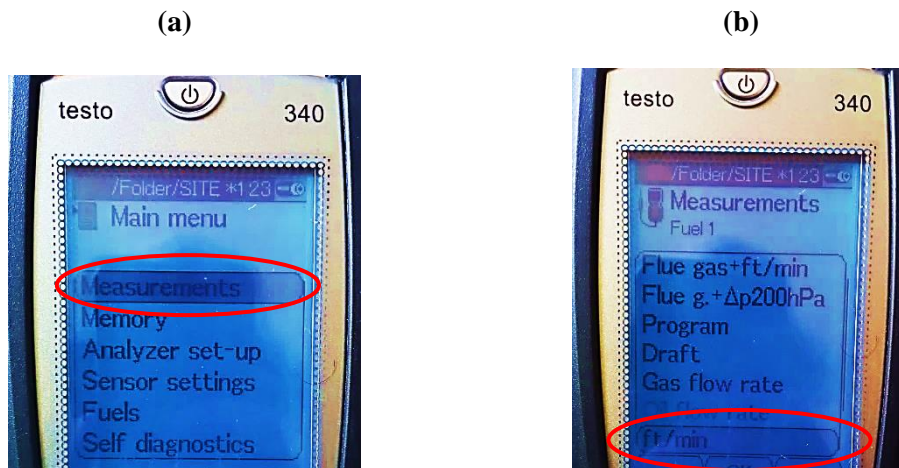 (a)
testo 340
/Folder/SITE *123
Main menu
Measurements
Memory
Analyzer set-up
Sensor settings
Fuels
Self diagnostics
(b)
testo 340
/Folder/SITE *123
Measurements
Fuel 1
Flue gas+ft/min
Flue g.+Δp200hPa
Program
Draft
Gas flow rate
flow rate
ft/min